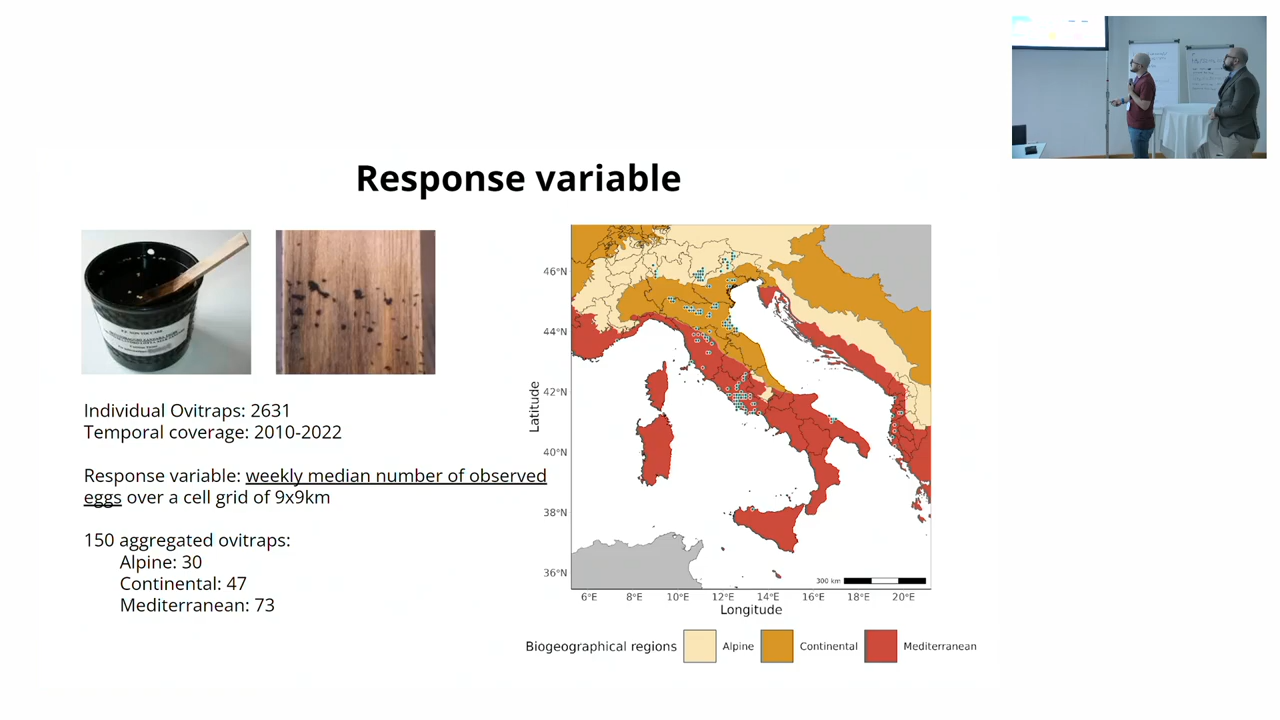 Response variable
Individual Ovitraps: 2631
Temporal coverage: 2010-2022
Response variable: weekly median number of observed
eggs over a cell grid of 9x9km
150 aggregated ovitraps:
Alpine: 30
Continental: 47
Mediterranean: 73
Latitude
46°N
44°N
42°N
40°N
38°N
36°N
300 km
6°E 8°E 10°E 12°E 14°E 16°E 18°E 20°E
Longitude
Biogeographical regions Alpine Continental Mediterranean